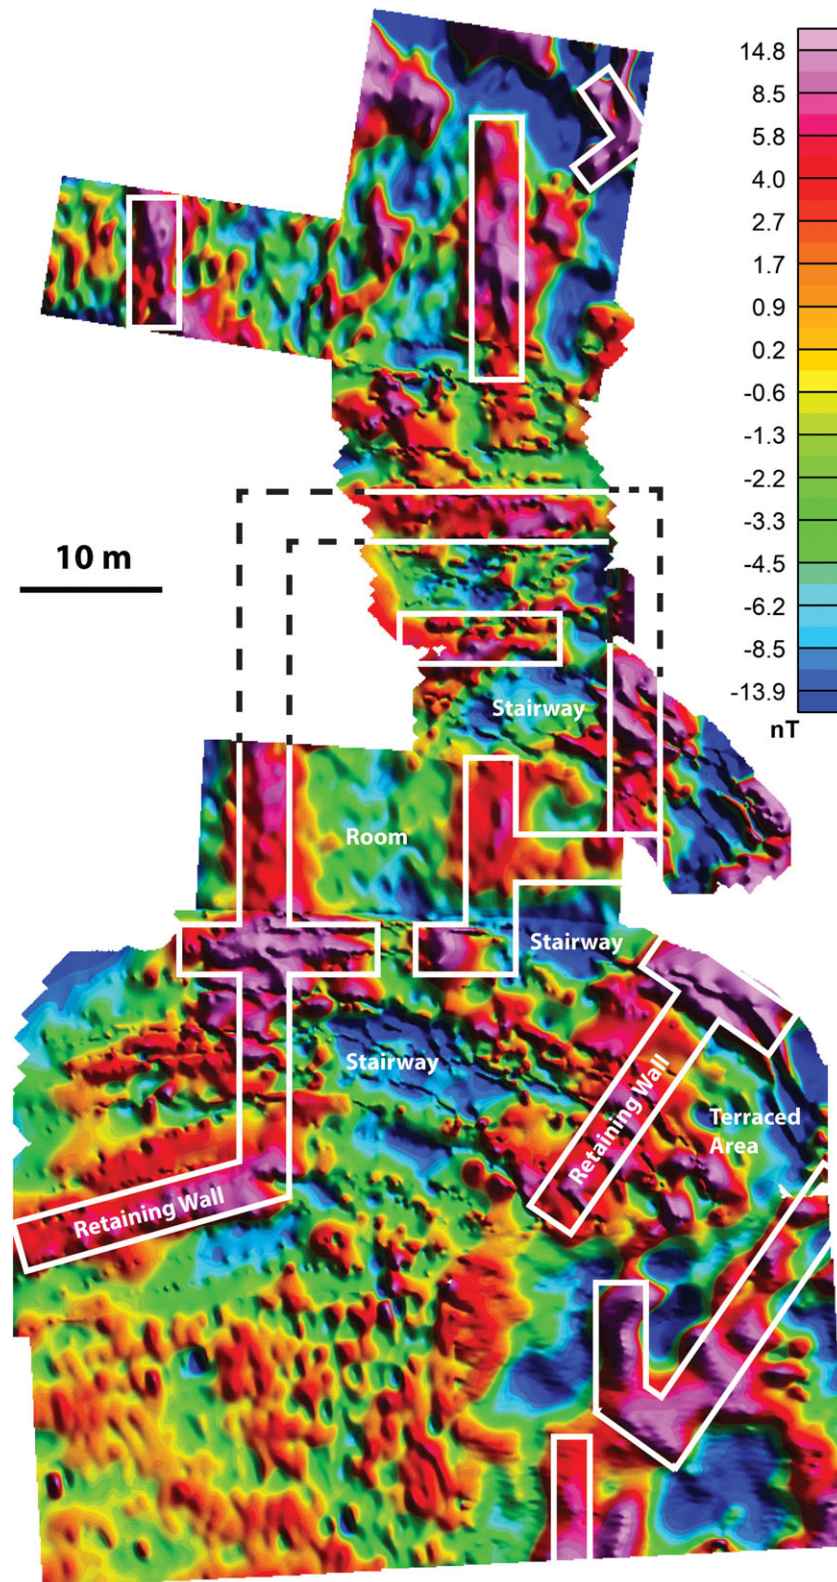 14.8
8.5
5.8
4.0
2.7
1.7
0.9
0.2
-0.6
-1.3
-2.2
-3.3
-4.5
-6.2
-8.5
-13.9
nT
10 m
Stairway
Room
Stairway
Stairway
Retaining Wall
Terraced
Area
Retaining Wall